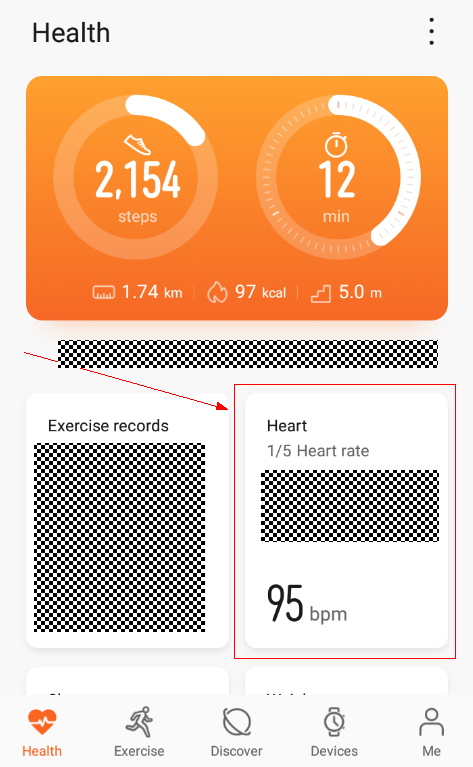 Health
2,154
steps
12
min
1.74 km
97 kcal
5.0 m
Exercise records
Heart
1/5 Heart rate
95 bpm
Health
Exercise
Discover
Devices
Me